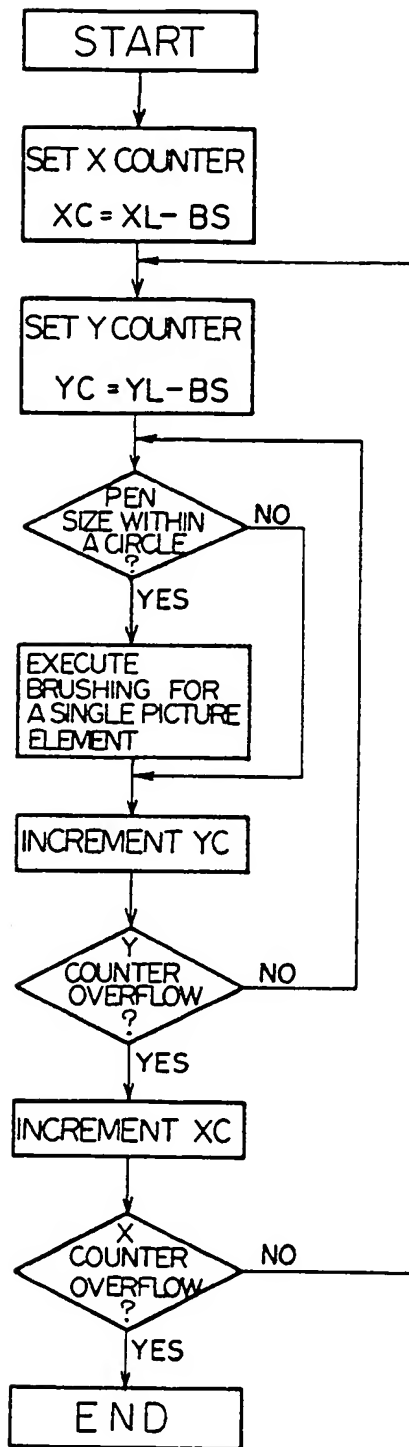 START
SET X COUNTER
XC = XL- BS
SET Y COUNTER
YC = YL-BS
PEN
SIZE WITHIN
A CIRCLE
?
NO
YES
EXECUTE
BRUSHING FOR
A SINGLE PICTURE
ELEMENT
INCREMENT YC
Y
COUNTER
OVERFLOW
?
NO
YES
INCREMENT XC
X
COUNTER
OVERFLOW
?
NO
YES
END